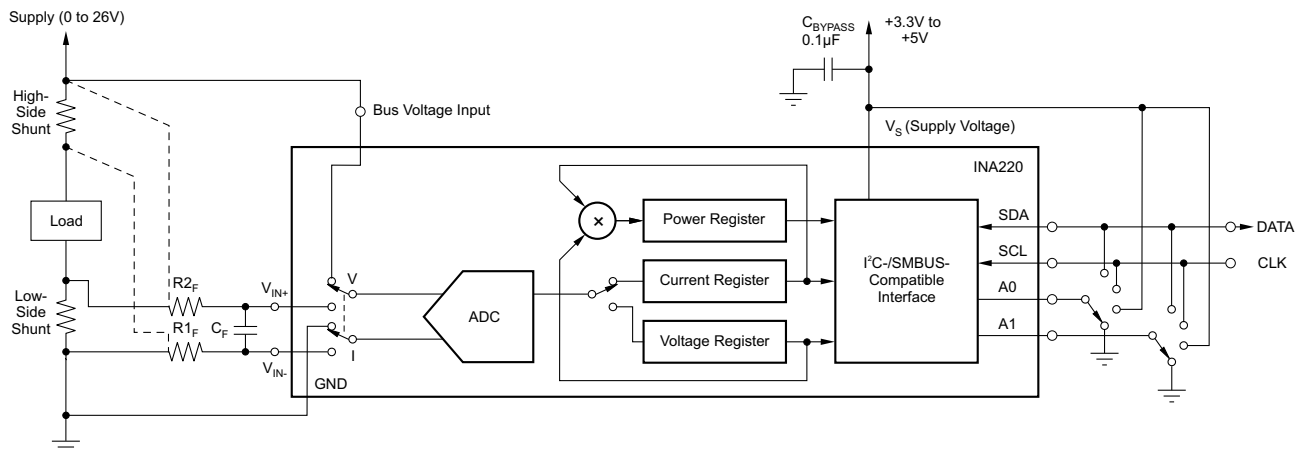 Supply (0 to 26V)
High-
Side
Shunt
Load
Low-
Side
Shunt
R2F
R1F
CF
VIN+
VIN-
Bus Voltage Input
CBYPASS
0.1µF
+3.3V to
+5V
VS (Supply Voltage)
INA220
V
I
GND
ADC
×
Power Register
Current Register
Voltage Register
I²C-/SMBUS-
Compatible
Interface
SDA
SCL
A0
A1
DATA
CLK